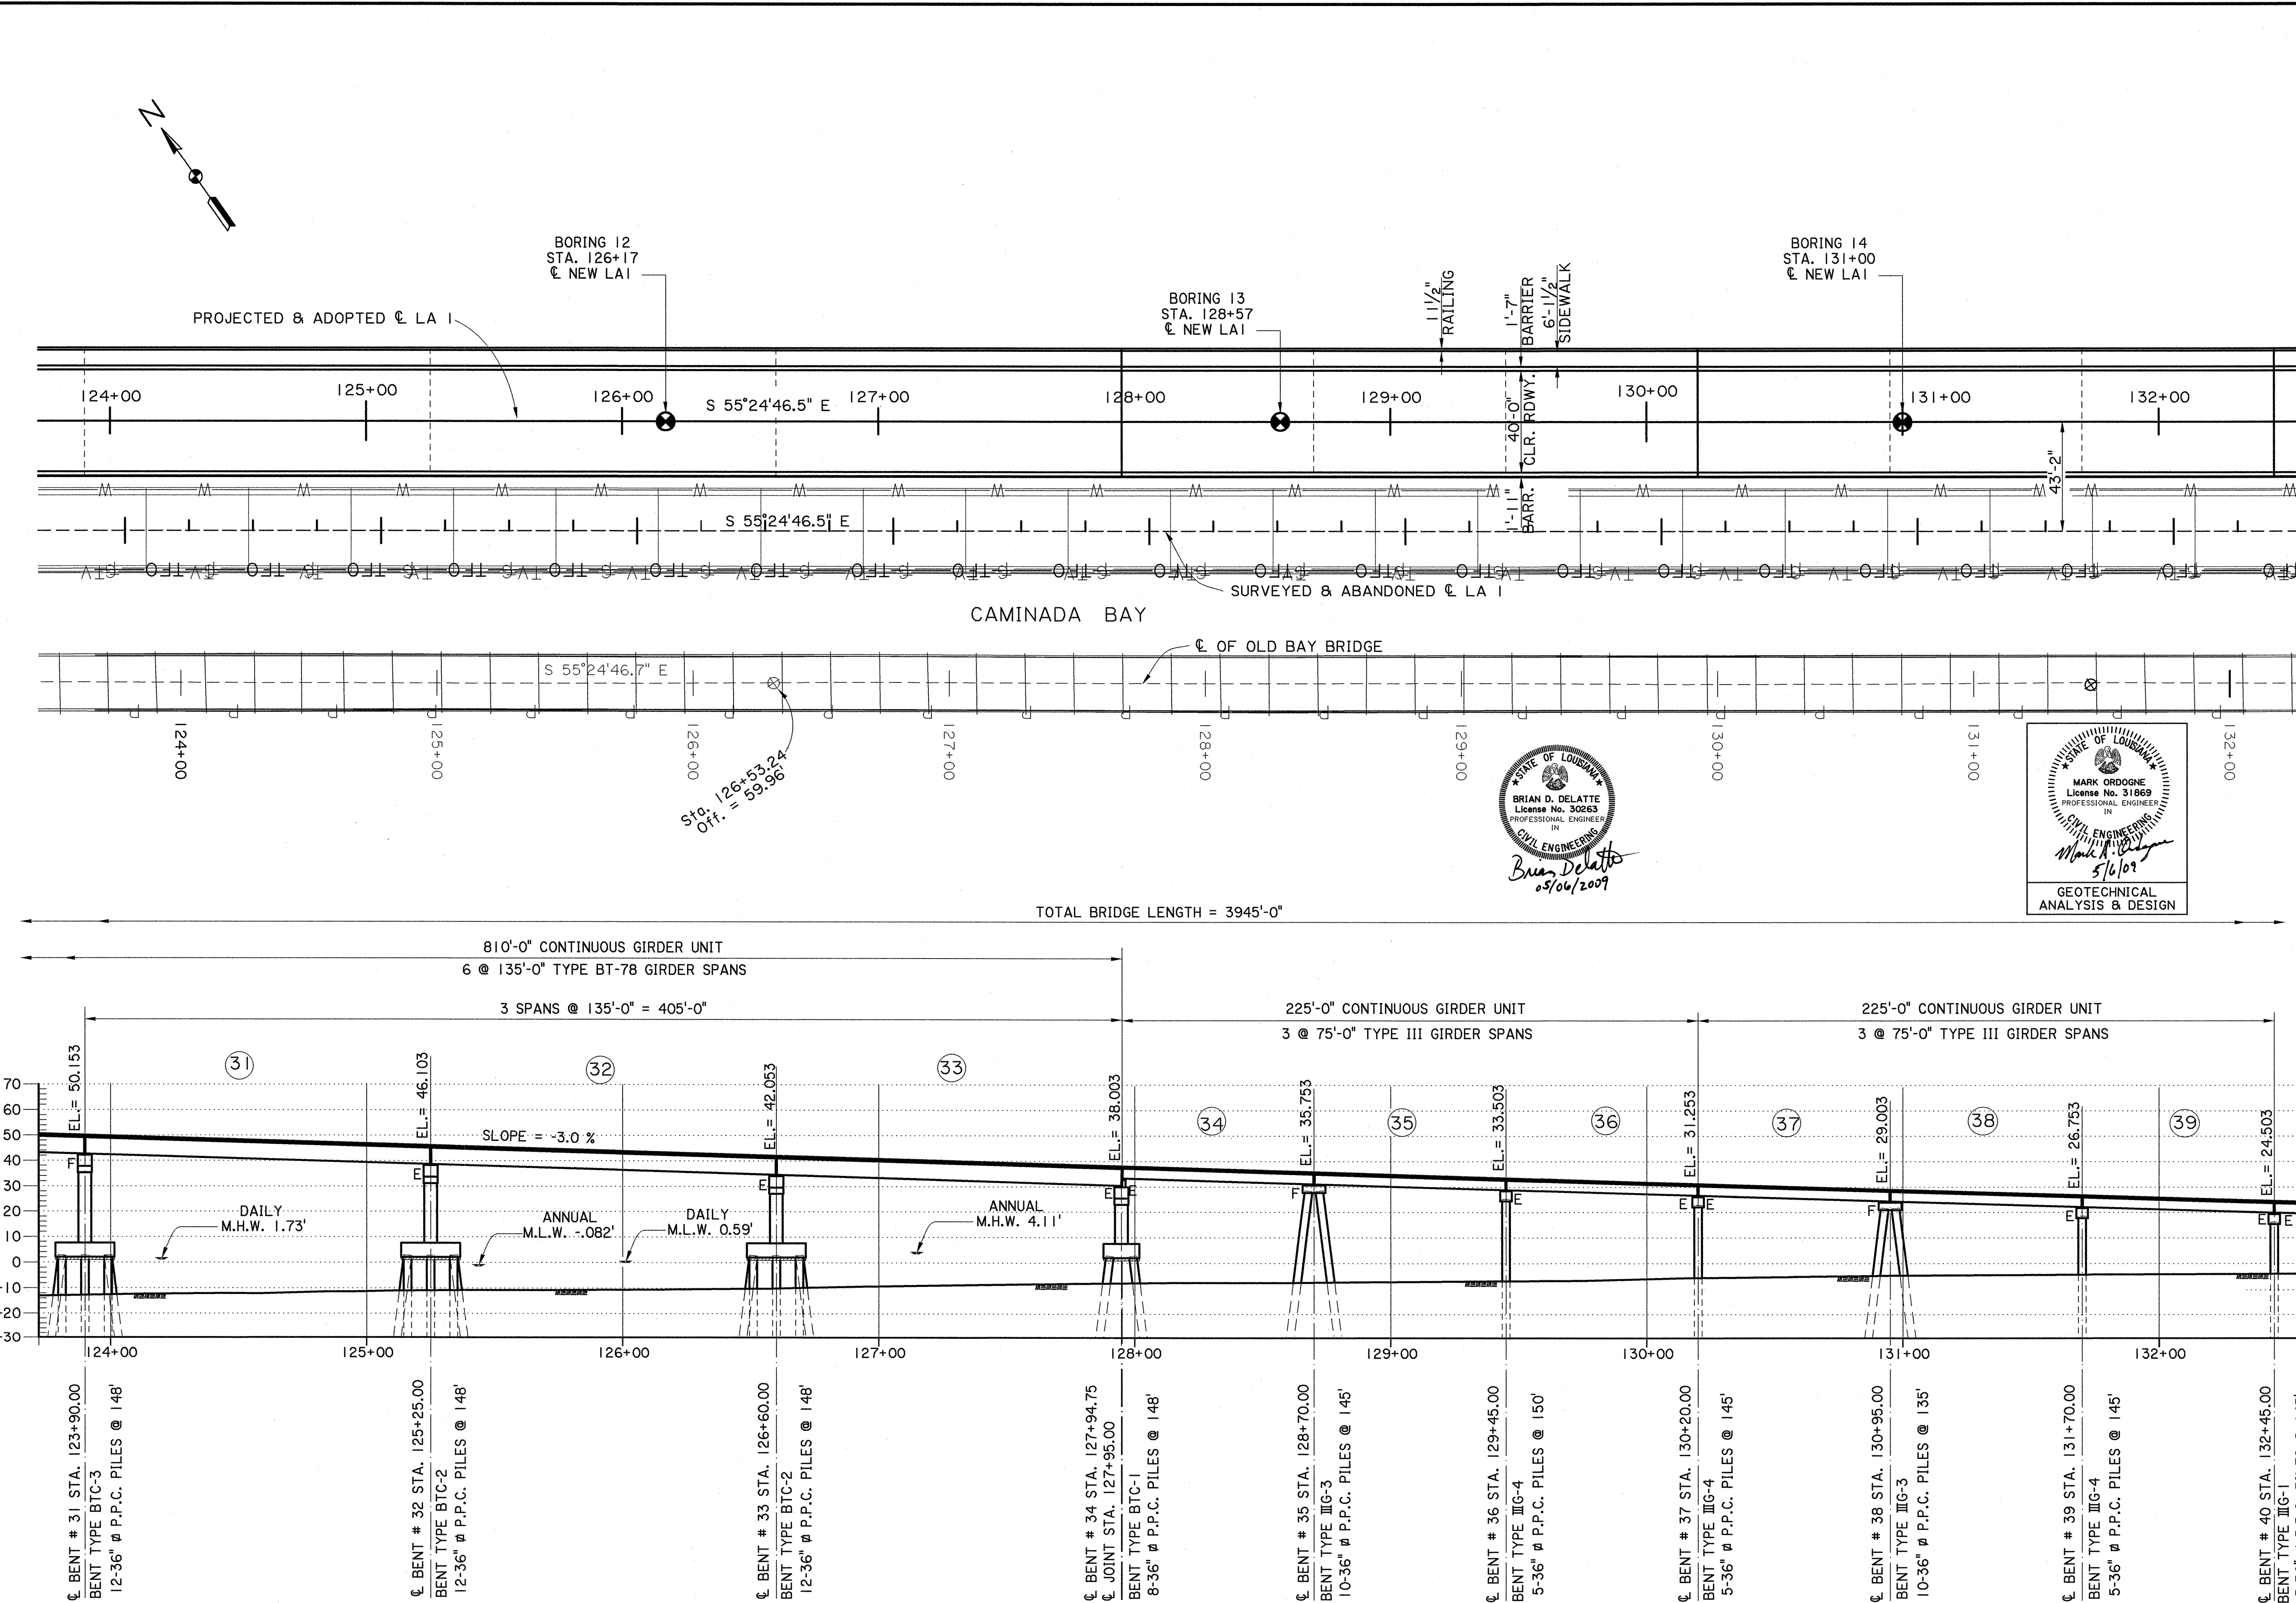 N
BORING 12
STA. 126+17
℄ NEW LA1
BORING 13
STA. 128+57
℄ NEW LA1
BORING 14
STA. 131+00
℄ NEW LA1
PROJECTED & ADOPTED ℄ LA 1
1 1/2"
RAILING
1'-7"
BARRIER
6'-1 1/2"
SIDEWALK
124+00
125+00
126+00
S 55°24'46.5" E
127+00
128+00
129+00
130+00
131+00
132+00
40'-0"
CLR. RDWY.
43'-2"
S 55°24'46.5" E
1'-11"
BARR.
SURVEYED & ABANDONED ℄ LA 1
CAMINADA BAY
℄ OF OLD BAY BRIDGE
S 55°24'46.7" E
124+00
125+00
126+00
127+00
128+00
129+00
130+00
131+00
132+00
Sta. 126+53.24
Off. = 59.96'
STATE OF LOUISIANA
BRIAN D. DELATTE
License No. 30263
PROFESSIONAL ENGINEER
IN
CIVIL ENGINEERING
Brian Delatte
05/06/2009
STATE OF LOUISIANA
MARK ORDOGNE
License No. 31869
PROFESSIONAL ENGINEER
IN
CIVIL ENGINEERING
5/6/09
GEOTECHNICAL
ANALYSIS & DESIGN
TOTAL BRIDGE LENGTH = 3945'-0"
810'-0" CONTINUOUS GIRDER UNIT
6 @ 135'-0" TYPE BT-78 GIRDER SPANS
3 SPANS @ 135'-0" = 405'-0"
225'-0" CONTINUOUS GIRDER UNIT
3 @ 75'-0" TYPE III GIRDER SPANS
225'-0" CONTINUOUS GIRDER UNIT
3 @ 75'-0" TYPE III GIRDER SPANS
EL.= 50.153
EL.= 46.103
EL.= 42.053
EL.= 38.003
EL.= 35.753
EL.= 33.503
EL.= 31.253
EL.= 29.003
EL.= 26.753
EL.= 24.503
31
32
33
34
35
36
37
38
39
70
60
50
40
30
20
10
0
-10
-20
-30
SLOPE = -3.0 %
F
E
E
E
E
F
E
E
E
F
E
E
E
DAILY
M.H.W. 1.73'
ANNUAL
M.L.W. -.082'
DAILY
M.L.W. 0.59'
ANNUAL
M.H.W. 4.11'
124+00
125+00
126+00
127+00
128+00
129+00
130+00
131+00
132+00
℄ BENT # 31 STA. 123+90.00
BENT TYPE BTC-3
12-36" ⌀ P.P.C. PILES @ 148'
℄ BENT # 32 STA. 125+25.00
BENT TYPE BTC-2
12-36" ⌀ P.P.C. PILES @ 148'
℄ BENT # 33 STA. 126+60.00
BENT TYPE BTC-2
12-36" ⌀ P.P.C. PILES @ 148'
℄ BENT # 34 STA. 127+94.75
℄ JOINT STA. 127+95.00
BENT TYPE BTC-1
8-36" ⌀ P.P.C. PILES @ 148'
℄ BENT # 35 STA. 128+70.00
BENT TYPE IIIG-3
10-36" ⌀ P.P.C. PILES @ 145'
℄ BENT # 36 STA. 129+45.00
BENT TYPE IIIG-4
5-36" ⌀ P.P.C. PILES @ 150'
℄ BENT # 37 STA. 130+20.00
BENT TYPE IIIG-4
5-36" ⌀ P.P.C. PILES @ 145'
℄ BENT # 38 STA. 130+95.00
BENT TYPE IIIG-3
10-36" ⌀ P.P.C. PILES @ 135'
℄ BENT # 39 STA. 131+70.00
BENT TYPE IIIG-4
5-36" ⌀ P.P.C. PILES @ 145'
℄ BENT # 40 STA. 132+45.00
BENT TYPE IIIG-1